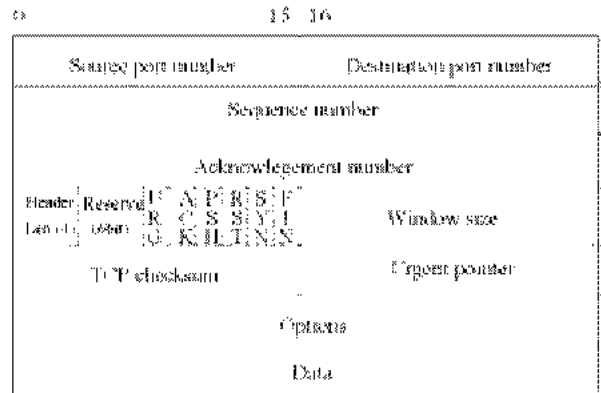 0 15 16
Source port number Destination port number
Sequence number
Acknowlegement number
Header Reserved U A P R S F
R C S S Y I Window size
G K H T N N
TCP checksum Urgent pointer
Options
Data